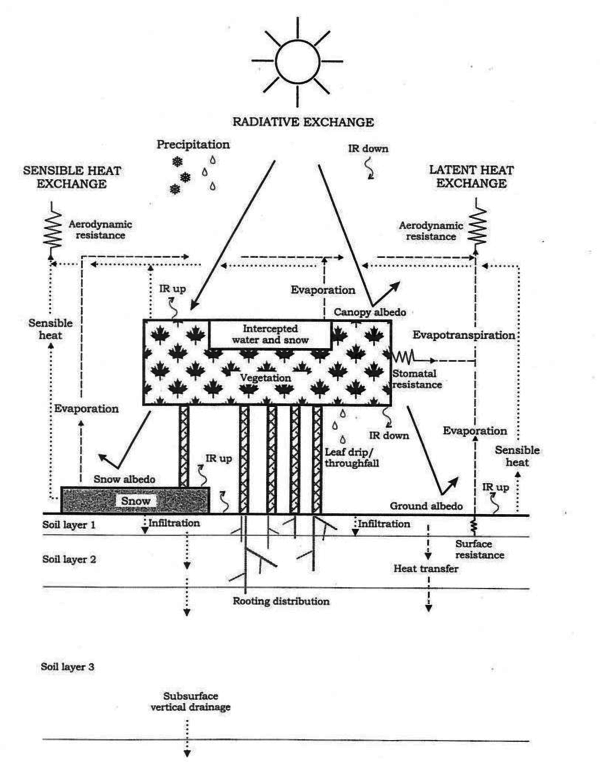 RADIATIVE EXCHANGE
Precipitation
IR down
SENSIBLE HEAT
EXCHANGE
LATENT HEAT
EXCHANGE
Aerodynamic
resistance
Aerodynamic
resistance
IR up
Evaporation
Canopy albedo
Sensible
heat
Intercepted
water and snow
Evapotranspiration
Vegetation
Stomatal
resistance
Evaporation
IR down
Evaporation
Leaf drip/
throughfall
Sensible
heat
IR up
Snow albedo
IR up
Snow
Ground albedo
Soil layer 1
Infiltration
Infiltration
Surface
resistance
Soil layer 2
Heat transfer
Rooting distribution
Soil layer 3
Subsurface
vertical drainage